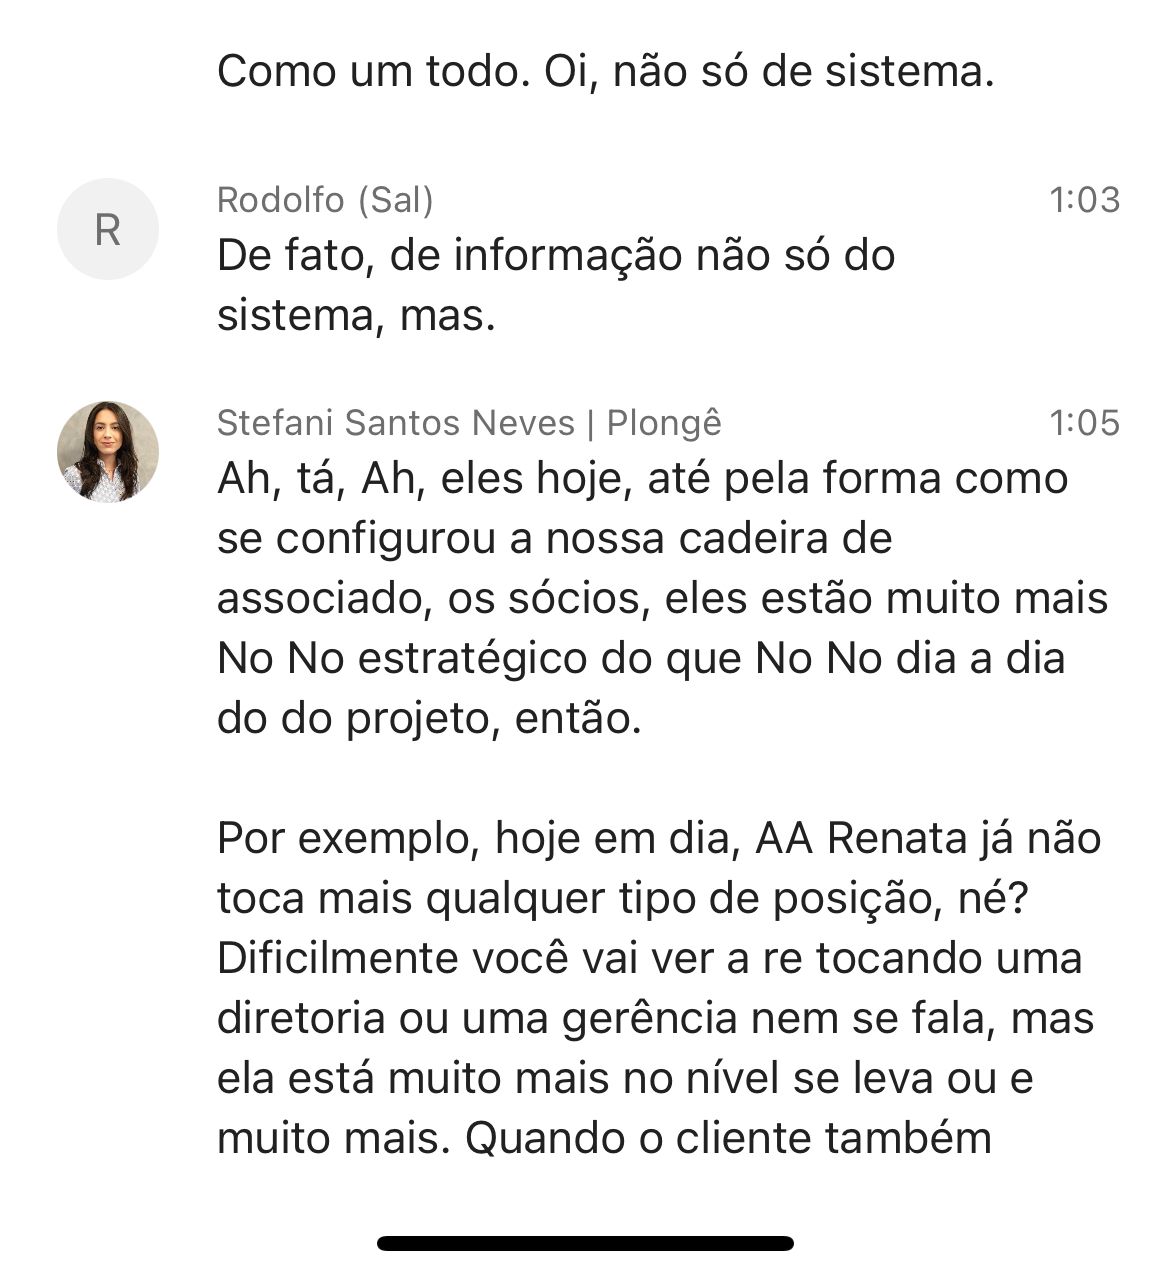 Como um todo. Oi, não só de sistema.
R
Rodolfo (Sal) 1:03
De fato, de informação não só do
sistema, mas.
Stefani Santos Neves | Plongê 1:05
Ah, tá, Ah, eles hoje, até pela forma como
se configurou a nossa cadeira de
associado, os sócios, eles estão muito mais
No No estratégico do que No No dia a dia
do do projeto, então.
Por exemplo, hoje em dia, AA Renata já não
toca mais qualquer tipo de posição, né?
Dificilmente você vai ver a re tocando uma
diretoria ou uma gerência nem se fala, mas
ela está muito mais no nível se leva ou e
muito mais. Quando o cliente também